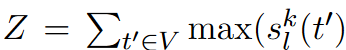 Z = ∑_{t'∈V} max(s_l^k(t')